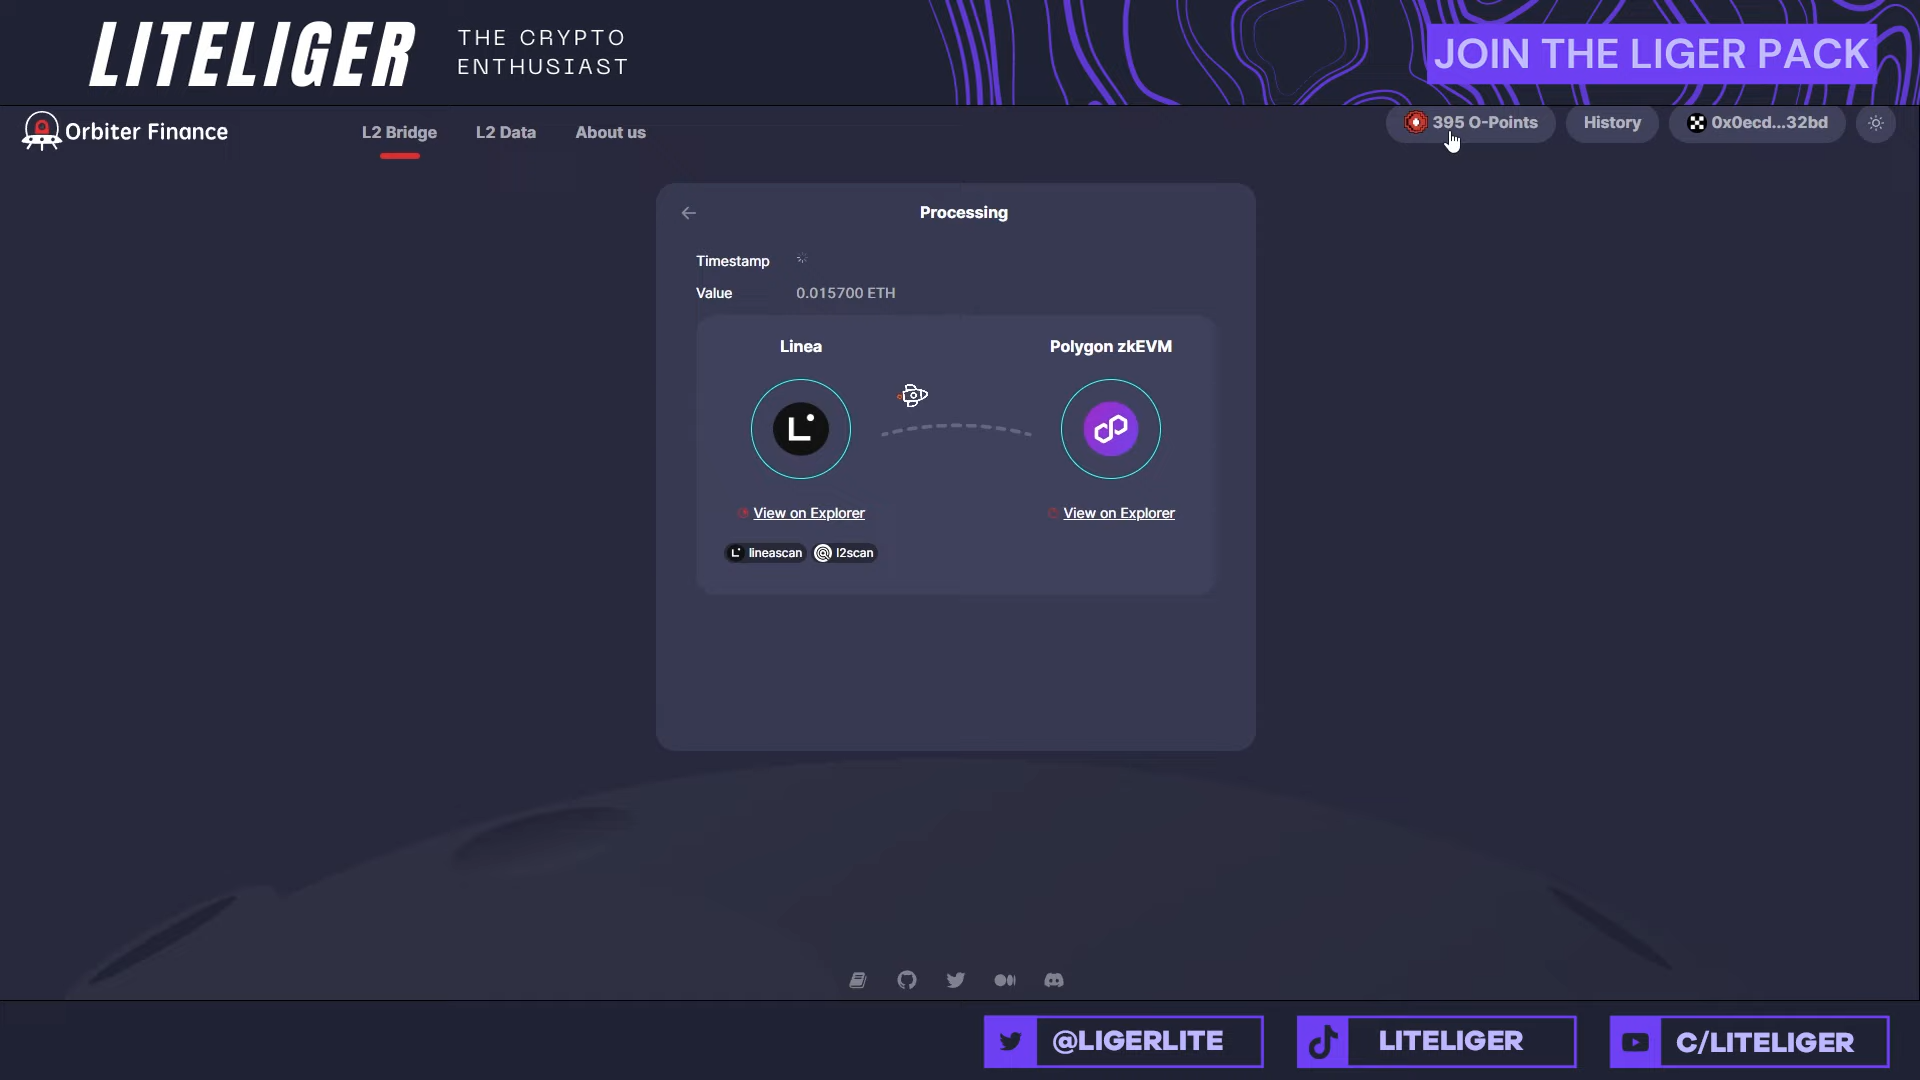 LITELIGER
THE CRYPTO
ENTHUSIAST
JOIN THE LIGER PACK
Orbiter Finance
L2 Bridge
L2 Data
About us
395 O-Points
History
0x0ecd...32bd
Processing
Timestamp
Value
0.015700 ETH
Linea
Polygon zkEVM
View on Explorer
View on Explorer
lineascan
l2scan
@LIGERLITE
LITELIGER
C/LITELIGER